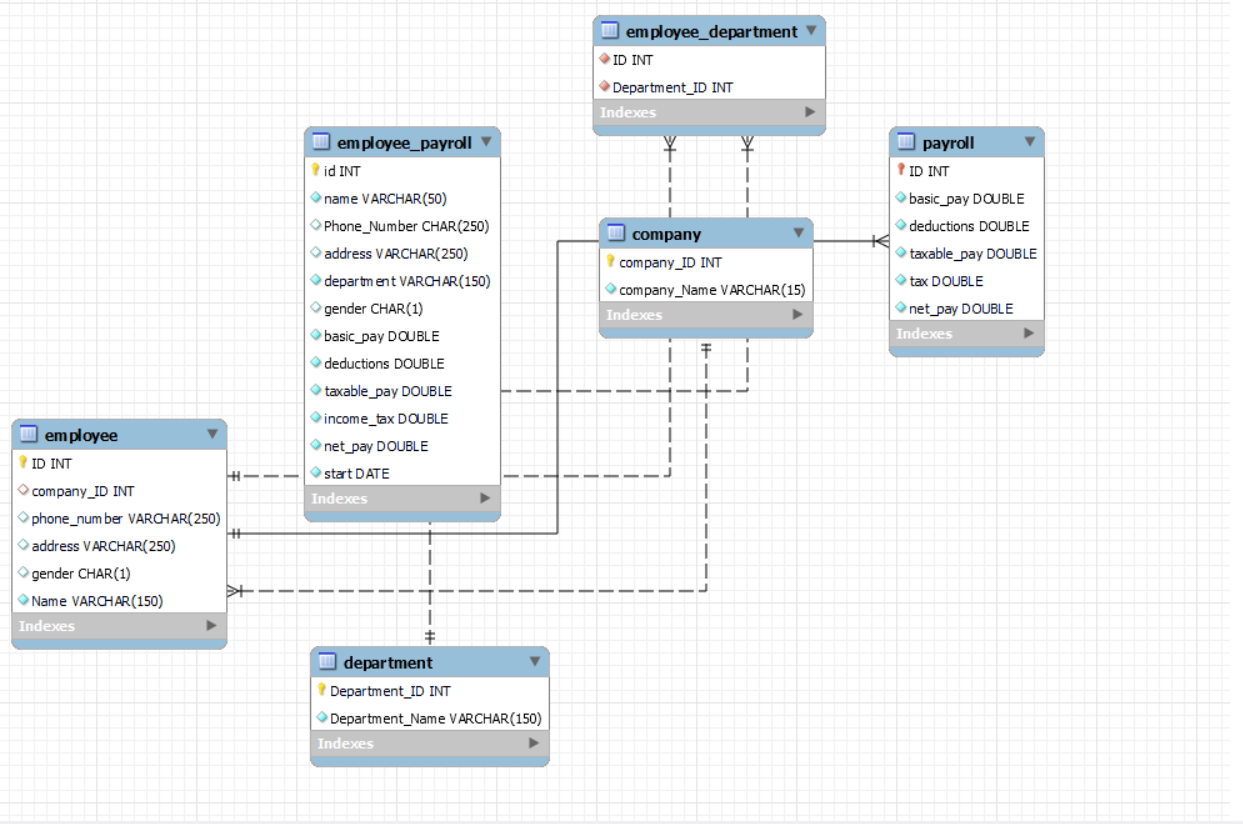 employee_department
ID INT
Department_ID INT
Indexes
employee_payroll
id INT
name VARCHAR(50)
Phone_Number CHAR(250)
address VARCHAR(250)
department VARCHAR(150)
gender CHAR(1)
basic_pay DOUBLE
deductions DOUBLE
taxable_pay DOUBLE
income_tax DOUBLE
net_pay DOUBLE
start DATE
Indexes
company
company_ID INT
company_Name VARCHAR(15)
Indexes
payroll
ID INT
basic_pay DOUBLE
deductions DOUBLE
taxable_pay DOUBLE
tax DOUBLE
net_pay DOUBLE
Indexes
employee
ID INT
company_ID INT
phone_number VARCHAR(250)
address VARCHAR(250)
gender CHAR(1)
Name VARCHAR(150)
Indexes
department
Department_ID INT
Department_Name VARCHAR(150)
Indexes